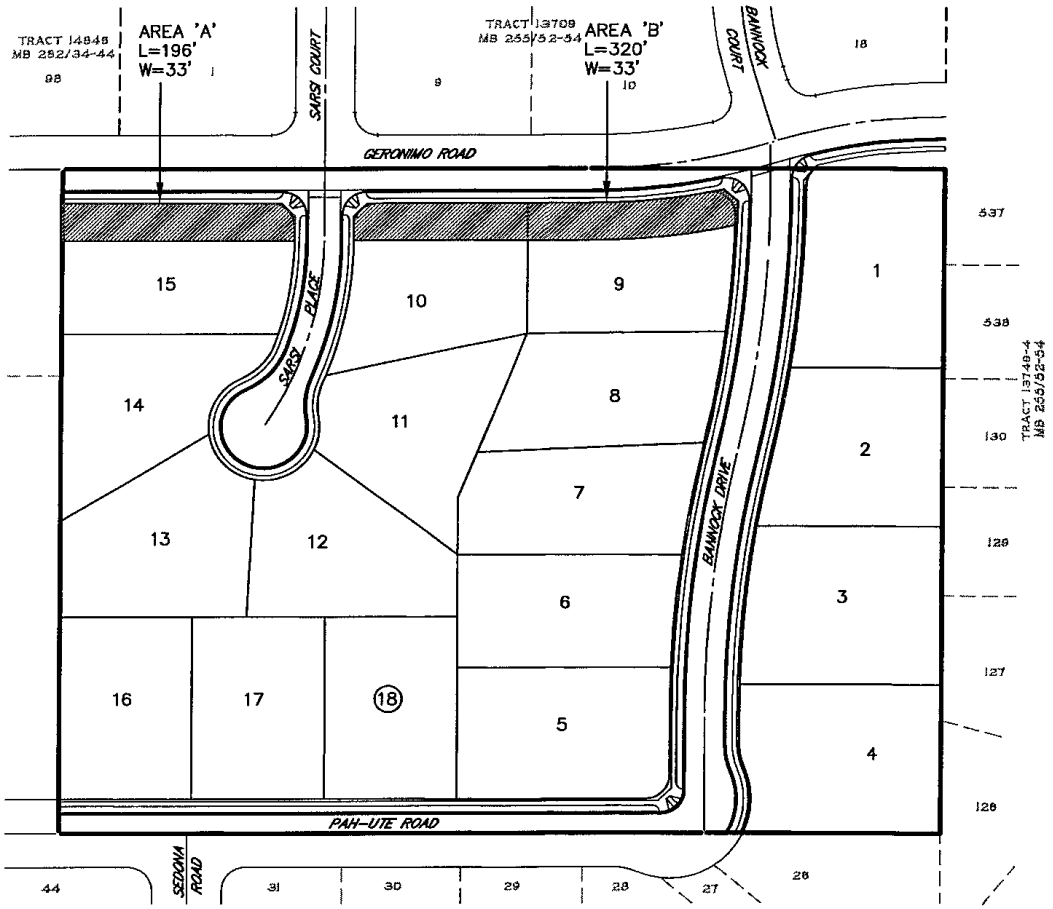 TRACT 14848
MB 282/34-44
98
AREA 'A'
L=196'
W=33'
1
SARSI COURT
TRACT 13709
MB 255/52-54
9
AREA 'B'
L=320'
W=33'
10
BANNOCK
COURT
18
GERONIMO ROAD
15
SARSI PLACE
10
9
1
537
538
14
11
8
130
TRACT 13748-4
MB 255/52-54
2
7
BANNOCK DRIVE
13
12
129
6
3
127
16
17
18
5
4
128
PAH-UTE ROAD
44
SEDONA
ROAD
31
30
29
28
27
26